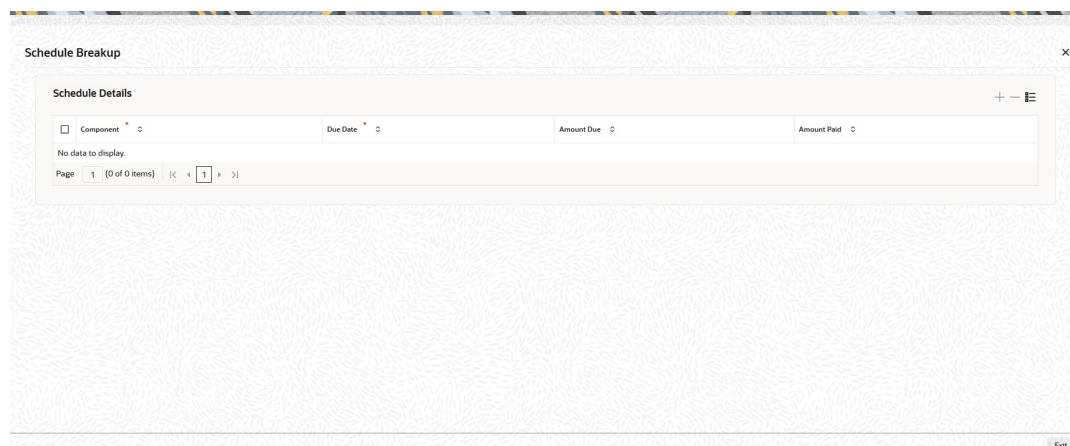 Schedule Breakup
Schedule Details
Component * Due Date * Amount Due Amount Paid
No data to display.
Page 1 (0 of 0 items) 1
Exit